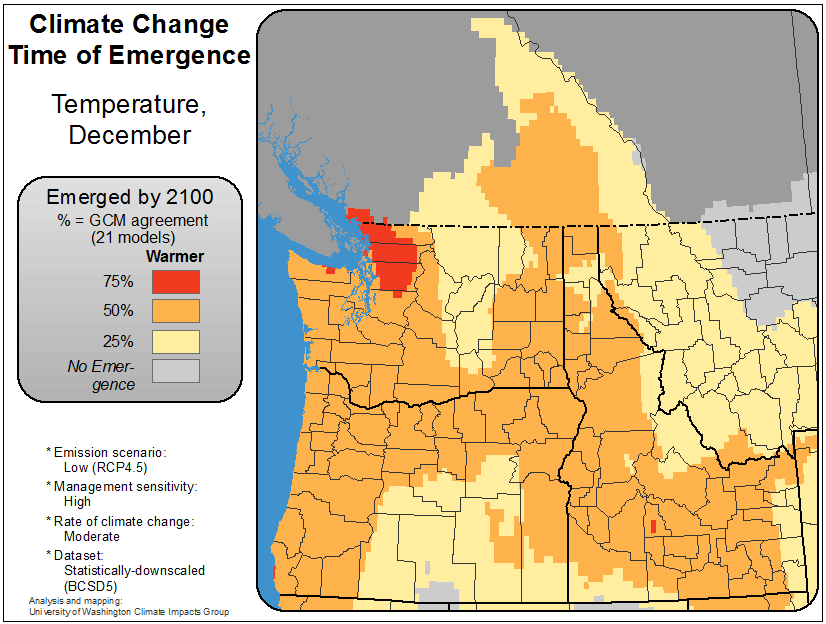 Climate Change
Time of Emergence
Temperature,
December
Emerged by 2100
% = GCM agreement
(21 models)
Warmer
75%
50%
25%
No Emer-
gence
* Emission scenario:
Low (RCP4.5)
* Management sensitivity:
High
* Rate of climate change:
Moderate
* Dataset:
Statistically-downscaled
(BCSD5)
Analysis and mapping:
University of Washington Climate Impacts Group